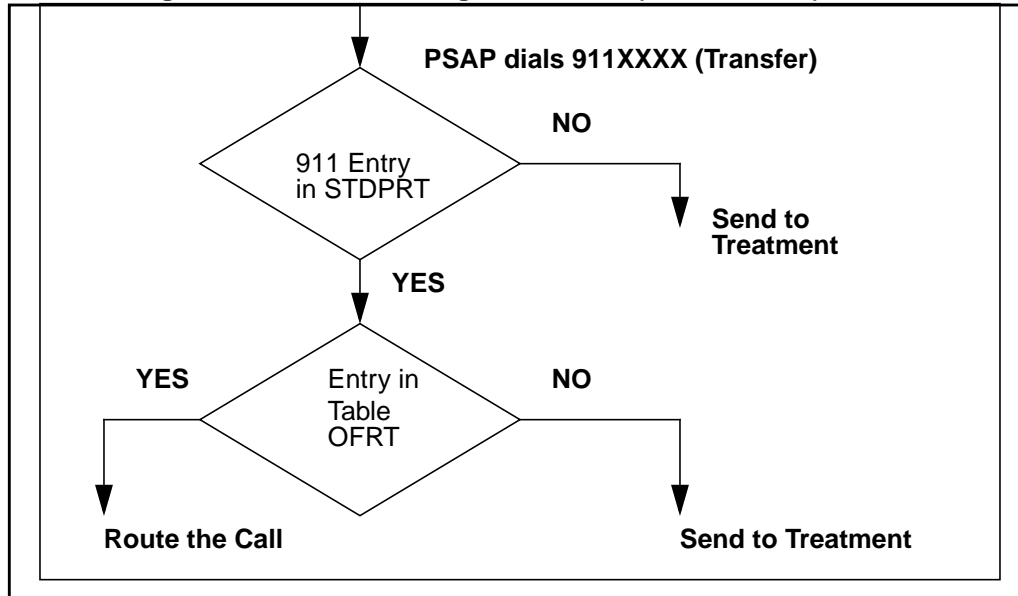 PSAP dials 911XXXX (Transfer)
NO
911 Entry
in STDPRT
Send to
Treatment
YES
YES
Entry in
NO
Table
OFRT
Route the Call
Send to Treatment